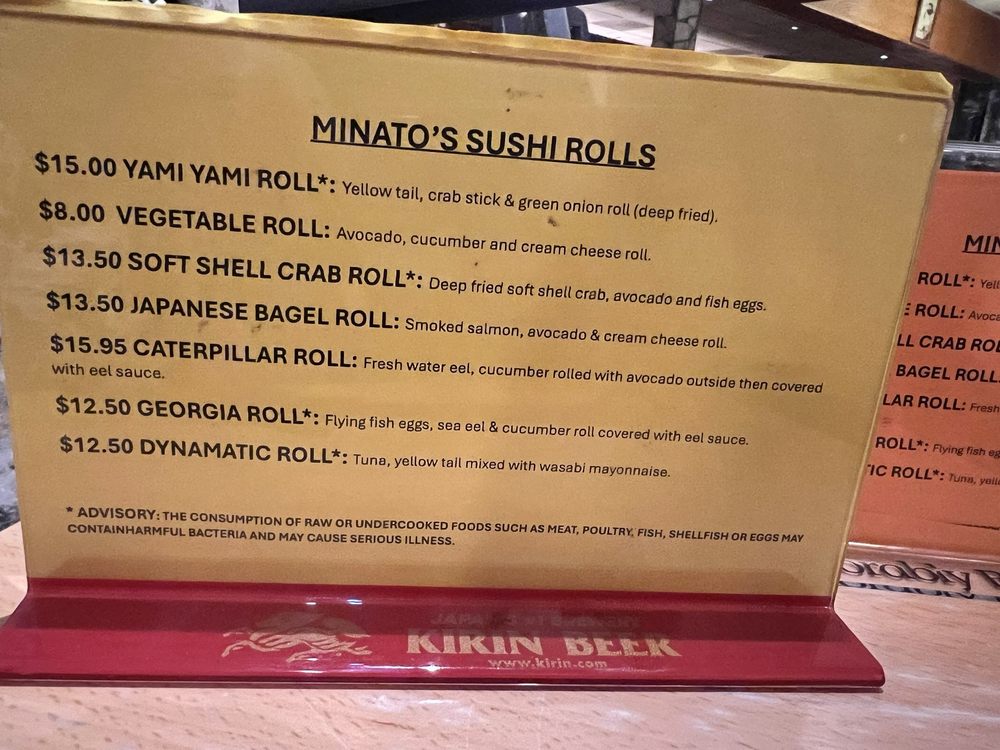 MINATO'S SUSHI ROLLS
$15.00 YAMI YAMI ROLL*: Yellow tail, crab stick & green onion roll (deep fried).
$8.00 VEGETABLE ROLL: Avocado, cucumber and cream cheese roll.
$13.50 SOFT SHELL CRAB ROLL*: Deep fried soft shell crab, avocado and fish eggs.
$13.50 JAPANESE BAGEL ROLL: Smoked salmon, avocado & cream cheese roll.
$15.95 CATERPILLAR ROLL: Fresh water eel, cucumber rolled with avocado outside then covered
with eel sauce.
$12.50 GEORGIA ROLL*: Flying fish eggs, sea eel & cucumber roll covered with eel sauce.
$12.50 DYNAMATIC ROLL*: Tuna, yellow tail mixed with wasabi mayonnaise.
* ADVISORY: THE CONSUMPTION OF RAW OR UNDERCOOKED FOODS SUCH AS MEAT, POULTRY, FISH, SHELLFISH OR EGGS MAY
CONTAINHARMFUL BACTERIA AND MAY CAUSE SERIOUS ILLNESS.
KIRIN BEER
www.kirin.com
MIN
ROLL*: Yell
E ROLL: Avoca
LL CRAB ROL
BAGEL ROLL
LAR ROLL: Fresh
ROLL*: Flying fish eg
IC ROLL*: Tuna, yell